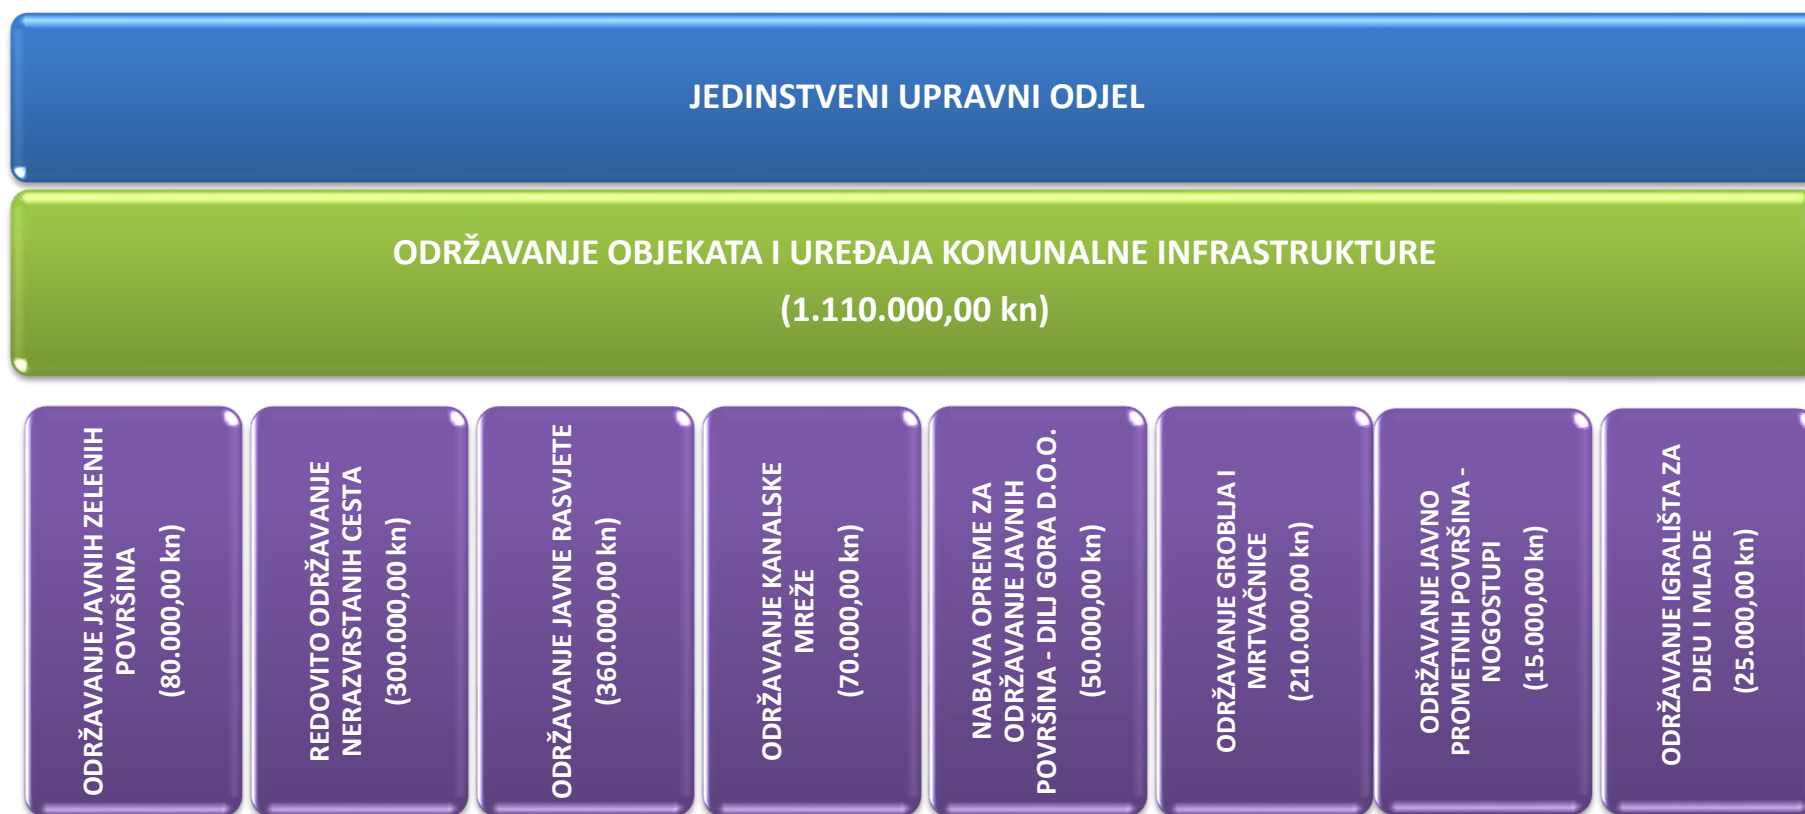 JEDINSTVENI UPRAVNI ODJEL
ODRŽAVANJE OBJEKATA I UREĐAJA KOMUNALNE INFRASTRUKTURE
(1.110.000,00 kn)
ODRŽAVANJE JAVNIH ZELENIH
POVRŠINA
(80.000,00 kn)
REDOVITO ODRŽAVANJE
NERAZVRSTANIH CESTA
(300.000,00 kn)
ODRŽAVANJE JAVNE RASVJETE
(360.000,00 kn)
ODRŽAVANJE KANALSKE
MREŽE
(70.000,00 kn)
NABAVA OPREME ZA
ODRŽAVANJE JAVNIH
POVRŠINA - DILJ GORA D.O.O.
(50.000,00 kn)
ODRŽAVANJE GROBLJA I
MRTVAČNICE
(210.000,00 kn)
ODRŽAVANJE JAVNO
PROMETNIH POVRŠINA -
NOGOSTUPI
(15.000,00 kn)
ODRŽAVANJE IGRALIŠTA ZA
DJEU I MLADE
(25.000,00 kn)